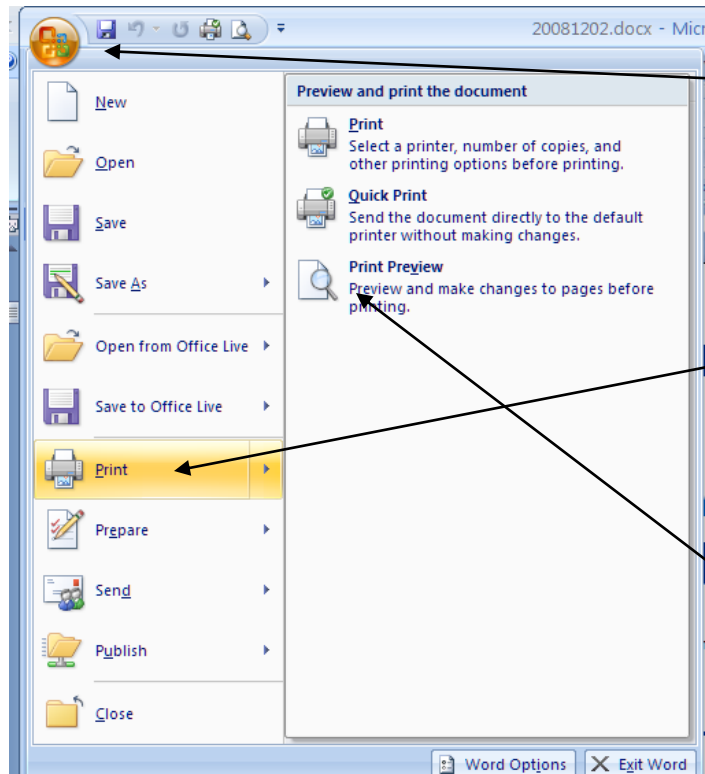 20081202.docx - Micr
New
Open
Save
Save As
Open from Office Live
Save to Office Live
Print
Prepare
Send
Publish
Close
Preview and print the document
Print
Select a printer, number of copies, and
other printing options before printing.
Quick Print
Send the document directly to the default
printer without making changes.
Print Preview
Preview and make changes to pages before
printing.
Word Options
Exit Word